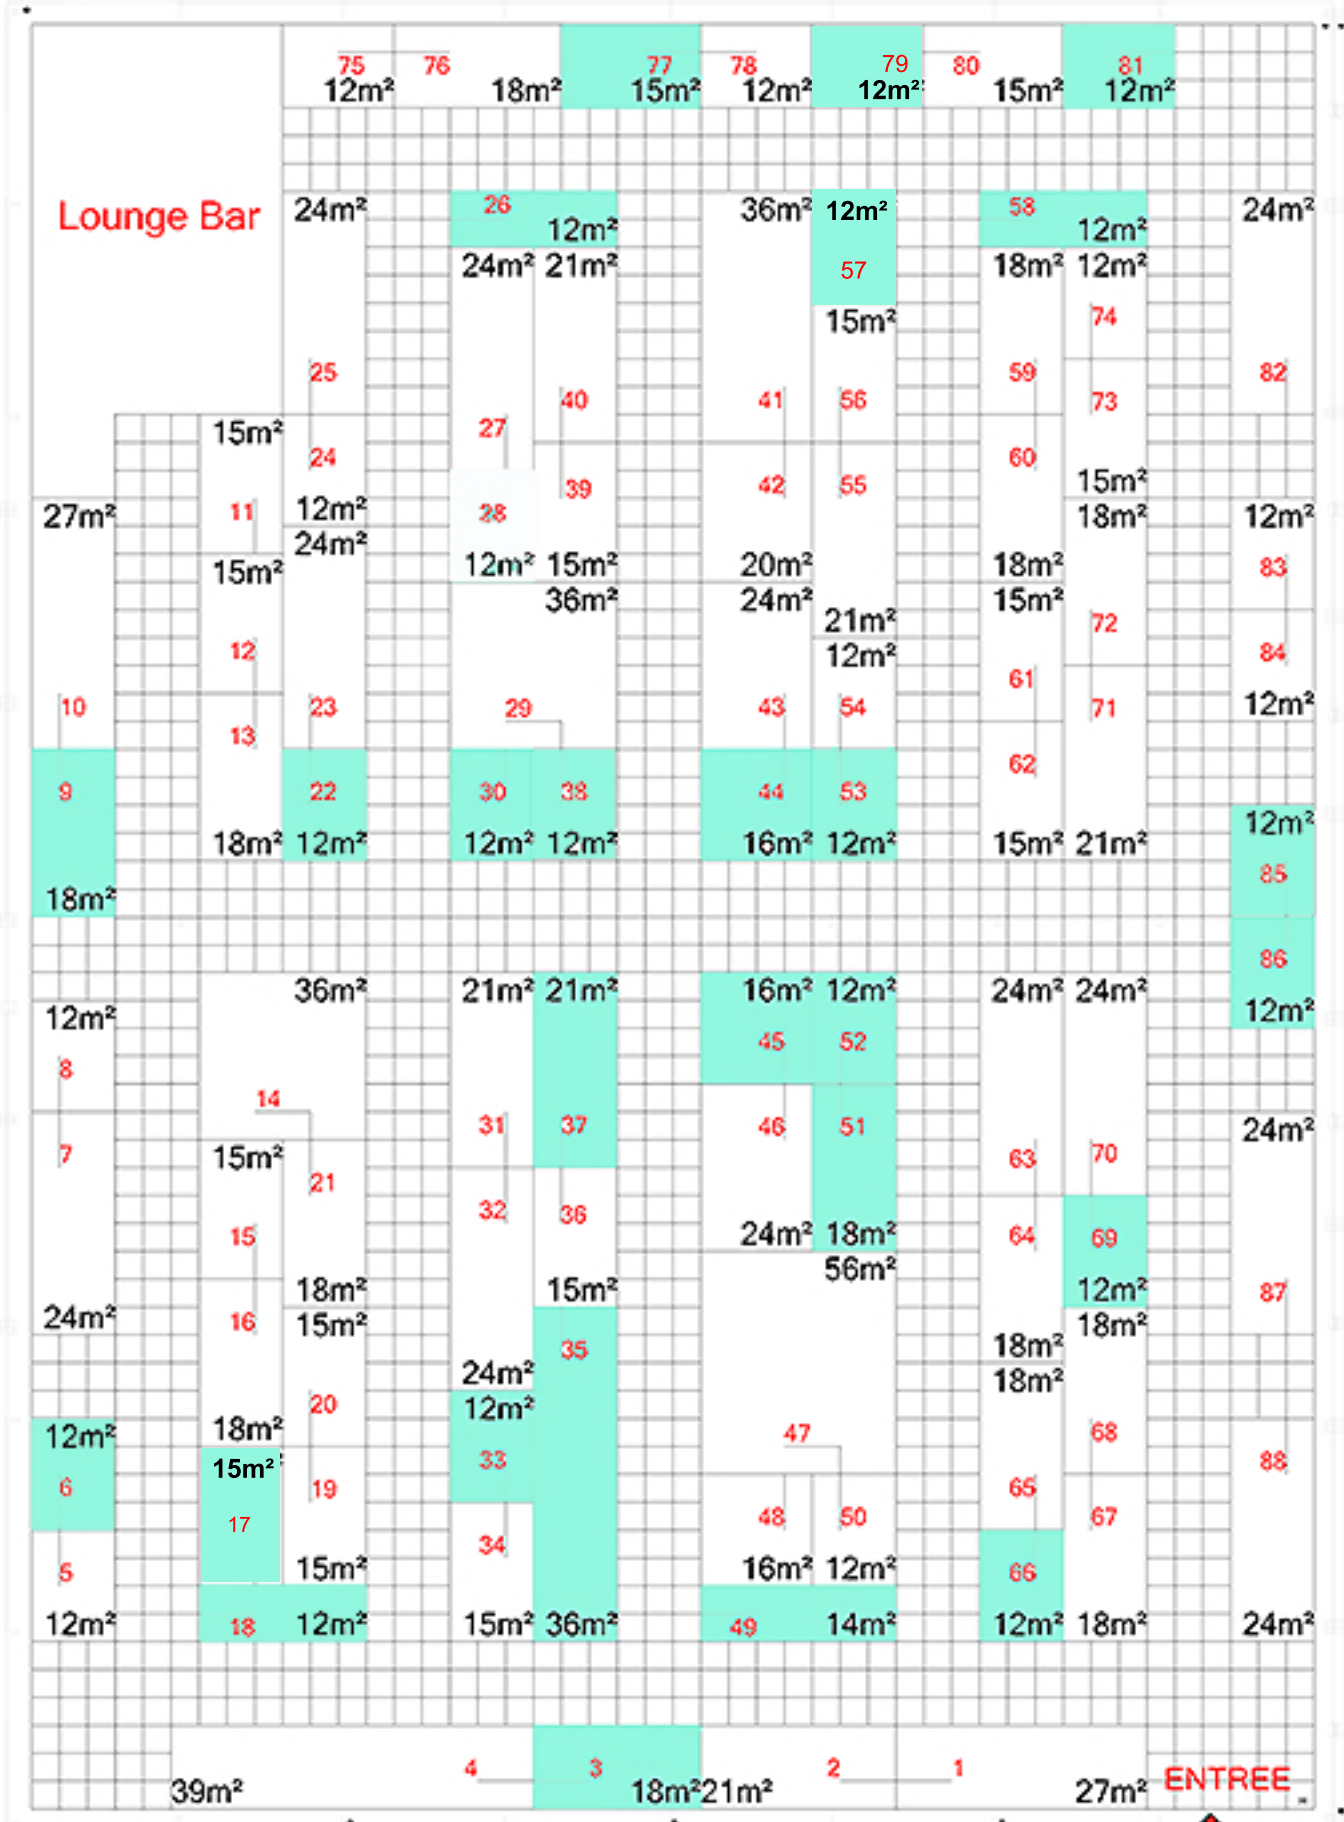 75 76 77 78 79 80 81
12m² 18m² 15m² 12m² 12m² 15m² 12m²
Lounge Bar
24m² 26 36m² 12m² 58 24m²
12m² 12m²
24m² 21m² 57 18m² 12m²
74
15m²
25 59 82
40 41 56 73
27
15m²
24 60
39 42 55 15m²
11 12m² 28 18m²
27m² 12m²
24m²
15m² 12m² 15m² 20m² 18m² 83
36m² 24m² 15m²
21m² 72
12 12m² 84
61
10 23 29 43 54 71 12m²
13
62
9 22 30 38 44 53
12m²
18m² 12m² 12m² 12m² 16m² 12m² 15m² 21m²
85
18m²
86
36m² 21m² 21m² 16m² 12m² 24m² 24m²
12m² 12m²
45 52
8
14
31 37 46 51 24m²
7 15m² 63 70
21
32 36
15 24m² 18m² 64 69
56m²
18m² 15m² 12m² 87
24m² 16 15m² 18m²
35 18m²
24m² 18m²
20 12m²
12m² 18m² 47 68
15m² 33 88
6 19 65
17 48 50 67
34
5 15m² 16m² 12m² 66
12m² 18 12m² 15m² 36m² 49 14m² 12m² 18m² 24m²
4 3 2 1
39m² 18m² 21m² 27m² ENTREE